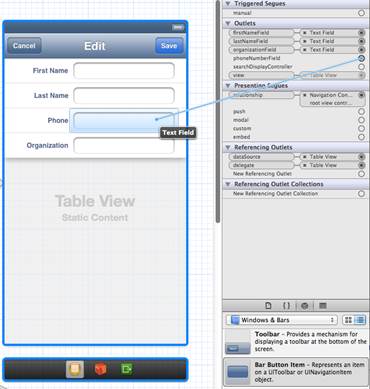 Cancel
Edit
Save
First Name
Last Name
Phone
Text Field
Organization
Table View
Static Content
Triggered Segues
manual
Outlets
firstNameField
Text Field
lastNameField
Text Field
organizationField
Text Field
phoneNumberField
searchDisplayController
view
Table View
Presenting Segues
relationship
Navigation Con...
root view contr...
push
modal
custom
embed
Referencing Outlets
dataSource
Table View
delegate
Table View
New Referencing Outlet
Referencing Outlet Collections
New Referencing Outlet Collection
Windows & Bars
Toolbar - Provides a mechanism for
displaying a toolbar at the bottom of the
screen.
Bar Button Item - Represents an
item on a UIToolbar or UINavigationItem
object.